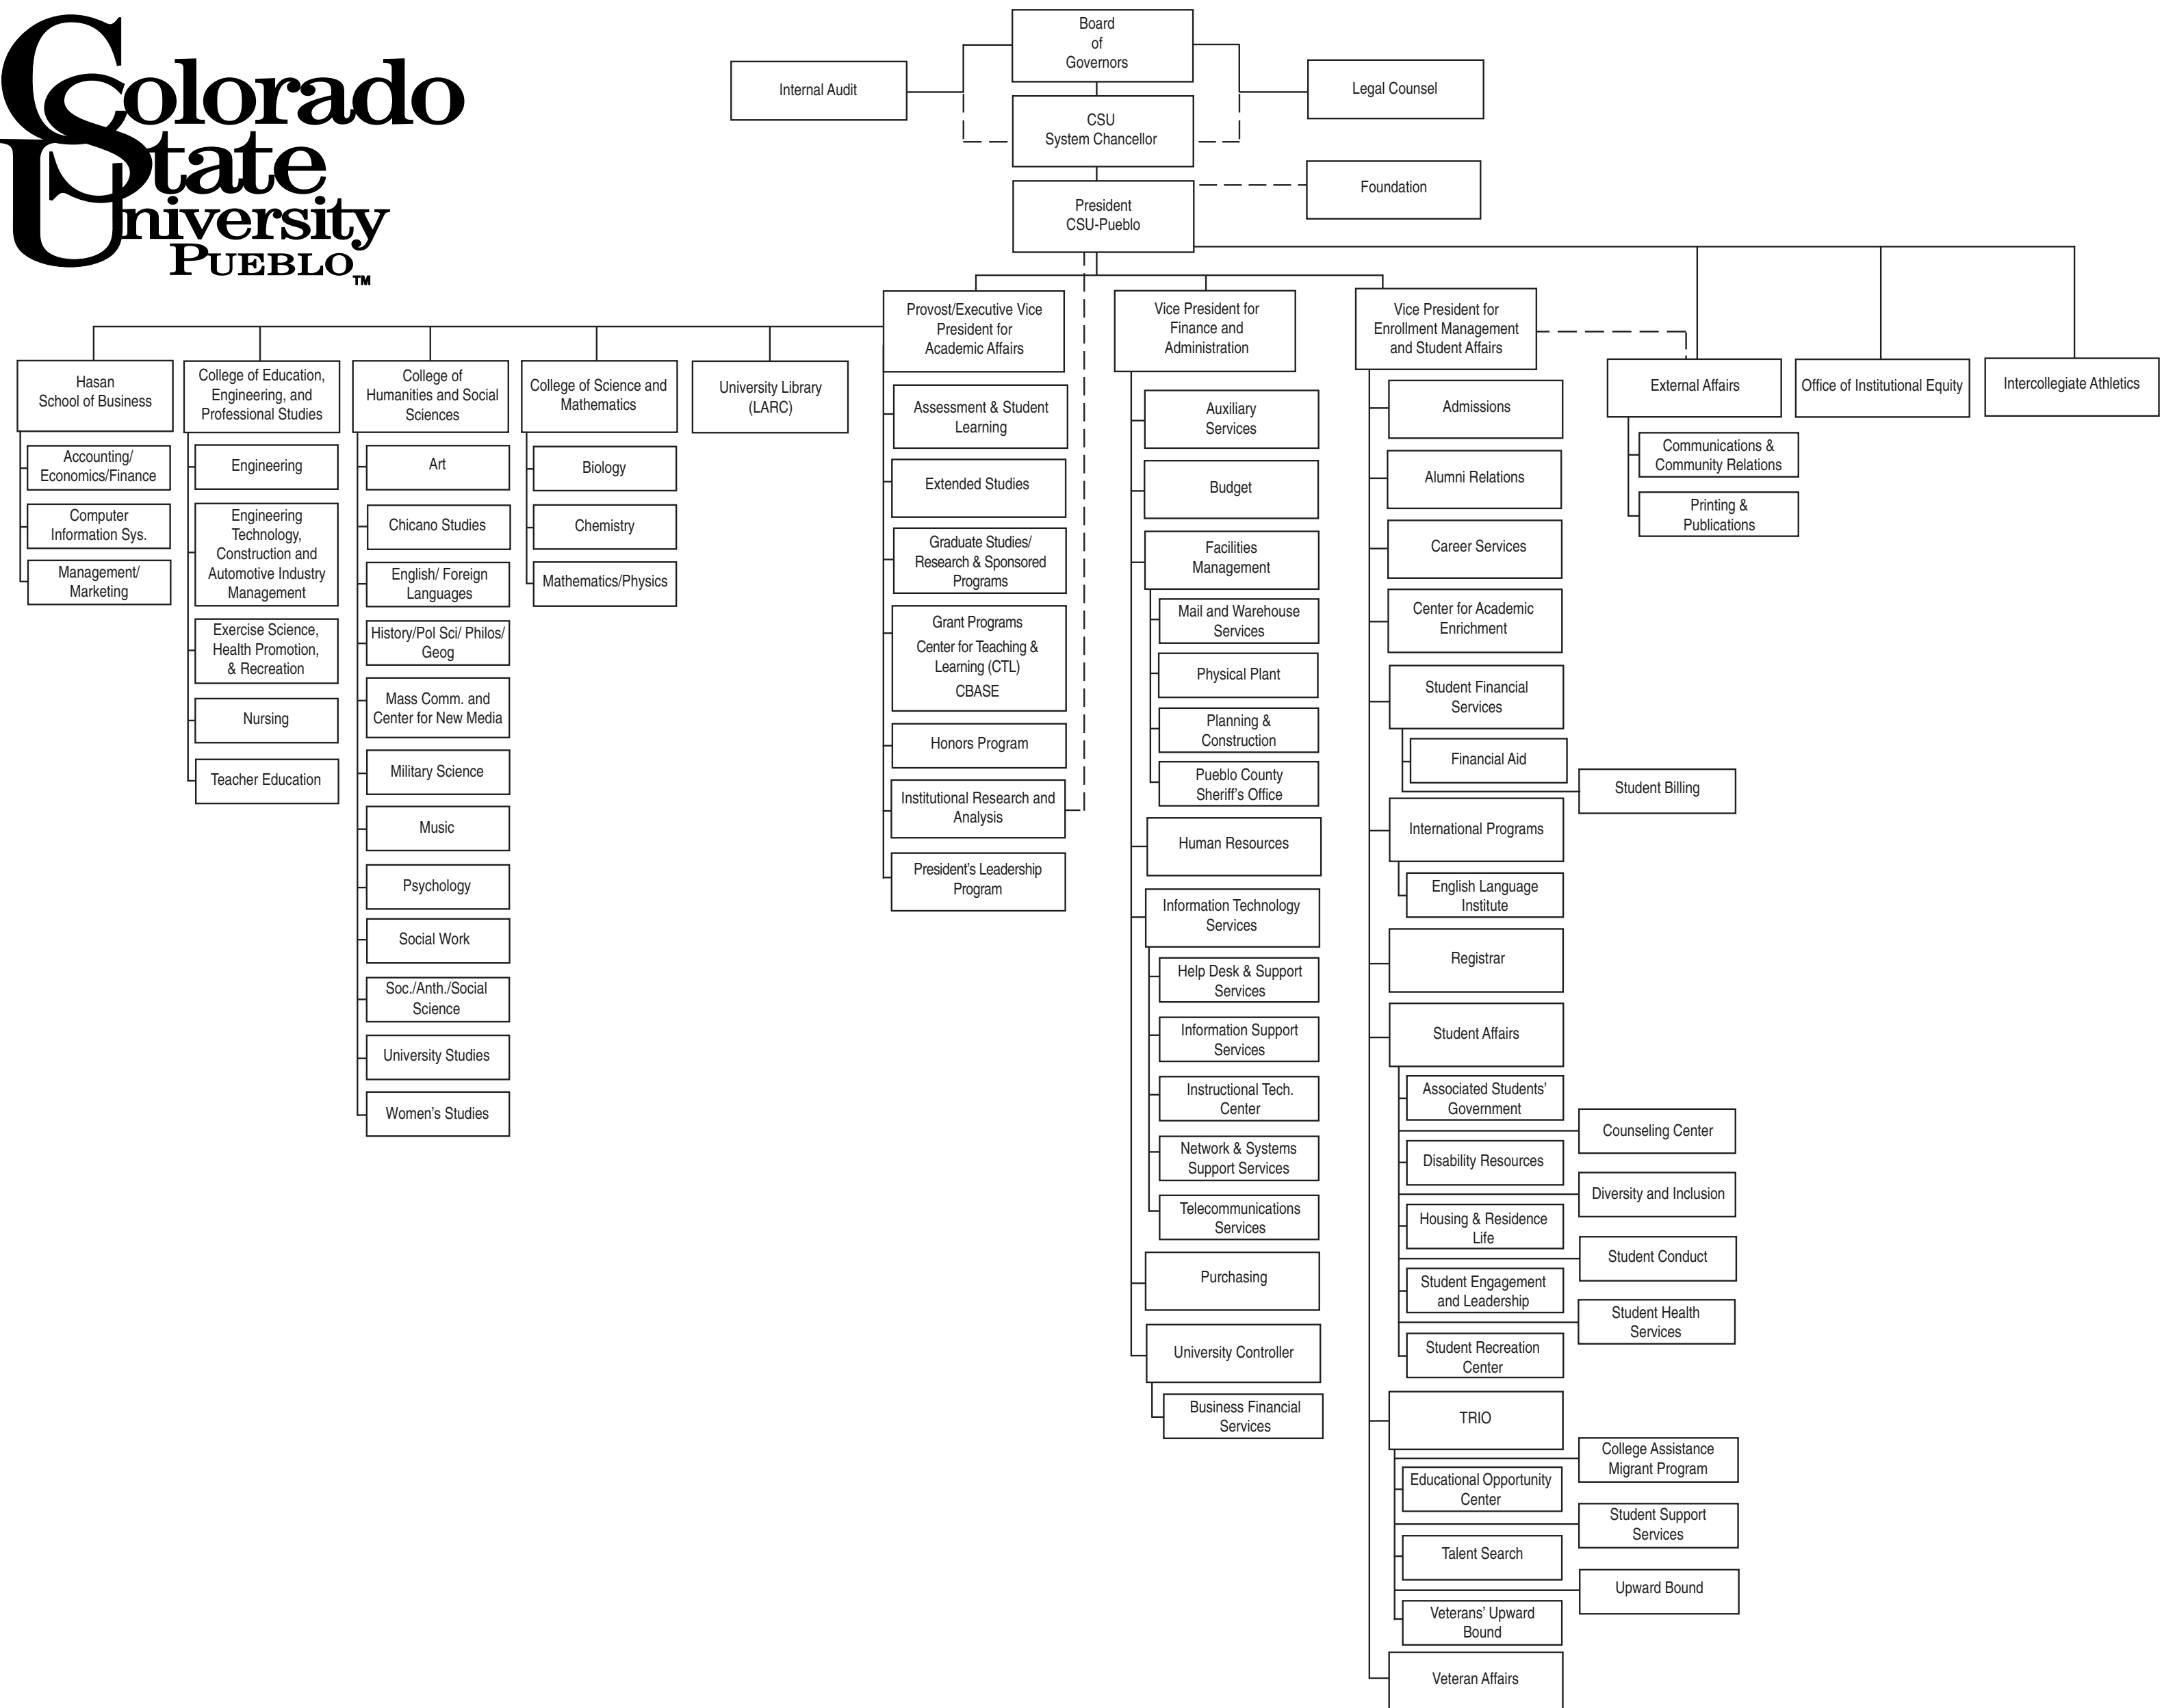 Colorado
State
University
PUEBLO™
Board
of
Governors
Internal Audit
Legal Counsel
CSU
System Chancellor
Foundation
President
CSU-Pueblo
Provost/Executive Vice
President for
Academic Affairs
Vice President for
Finance and
Administration
Vice President for
Enrollment Management
and Student Affairs
External Affairs
Office of Institutional Equity
Intercollegiate Athletics
Hasan
School of Business
College of Education,
Engineering, and
Professional Studies
College of
Humanities and Social
Sciences
College of Science and
Mathematics
University Library
(LARC)
Accounting/
Economics/Finance
Computer
Information Sys.
Management/
Marketing
Engineering
Engineering
Technology,
Construction and
Automotive Industry
Management
Exercise Science,
Health Promotion,
& Recreation
Nursing
Teacher Education
Art
Chicano Studies
English/ Foreign
Languages
History/Pol Sci/ Philos/
Geog
Mass Comm. and
Center for New Media
Military Science
Music
Psychology
Social Work
Soc./Anth./Social
Science
University Studies
Women's Studies
Biology
Chemistry
Mathematics/Physics
Assessment & Student
Learning
Extended Studies
Graduate Studies/
Research & Sponsored
Programs
Grant Programs
Center for Teaching &
Learning (CTL)
CBASE
Honors Program
Institutional Research and
Analysis
President's Leadership
Program
Auxiliary
Services
Budget
Facilities
Management
Mail and Warehouse
Services
Physical Plant
Planning &
Construction
Pueblo County
Sheriff's Office
Human Resources
Information Technology
Services
Help Desk & Support
Services
Information Support
Services
Instructional Tech.
Center
Network & Systems
Support Services
Telecommunications
Services
Purchasing
University Controller
Business Financial
Services
Admissions
Alumni Relations
Career Services
Center for Academic
Enrichment
Student Financial
Services
Financial Aid
Student Billing
International Programs
English Language
Institute
Registrar
Student Affairs
Associated Students'
Government
Counseling Center
Disability Resources
Diversity and Inclusion
Housing & Residence
Life
Student Conduct
Student Engagement
and Leadership
Student Health
Services
Student Recreation
Center
TRIO
College Assistance
Migrant Program
Educational Opportunity
Center
Student Support
Services
Talent Search
Upward Bound
Veterans' Upward
Bound
Veteran Affairs
Communications &
Community Relations
Printing &
Publications